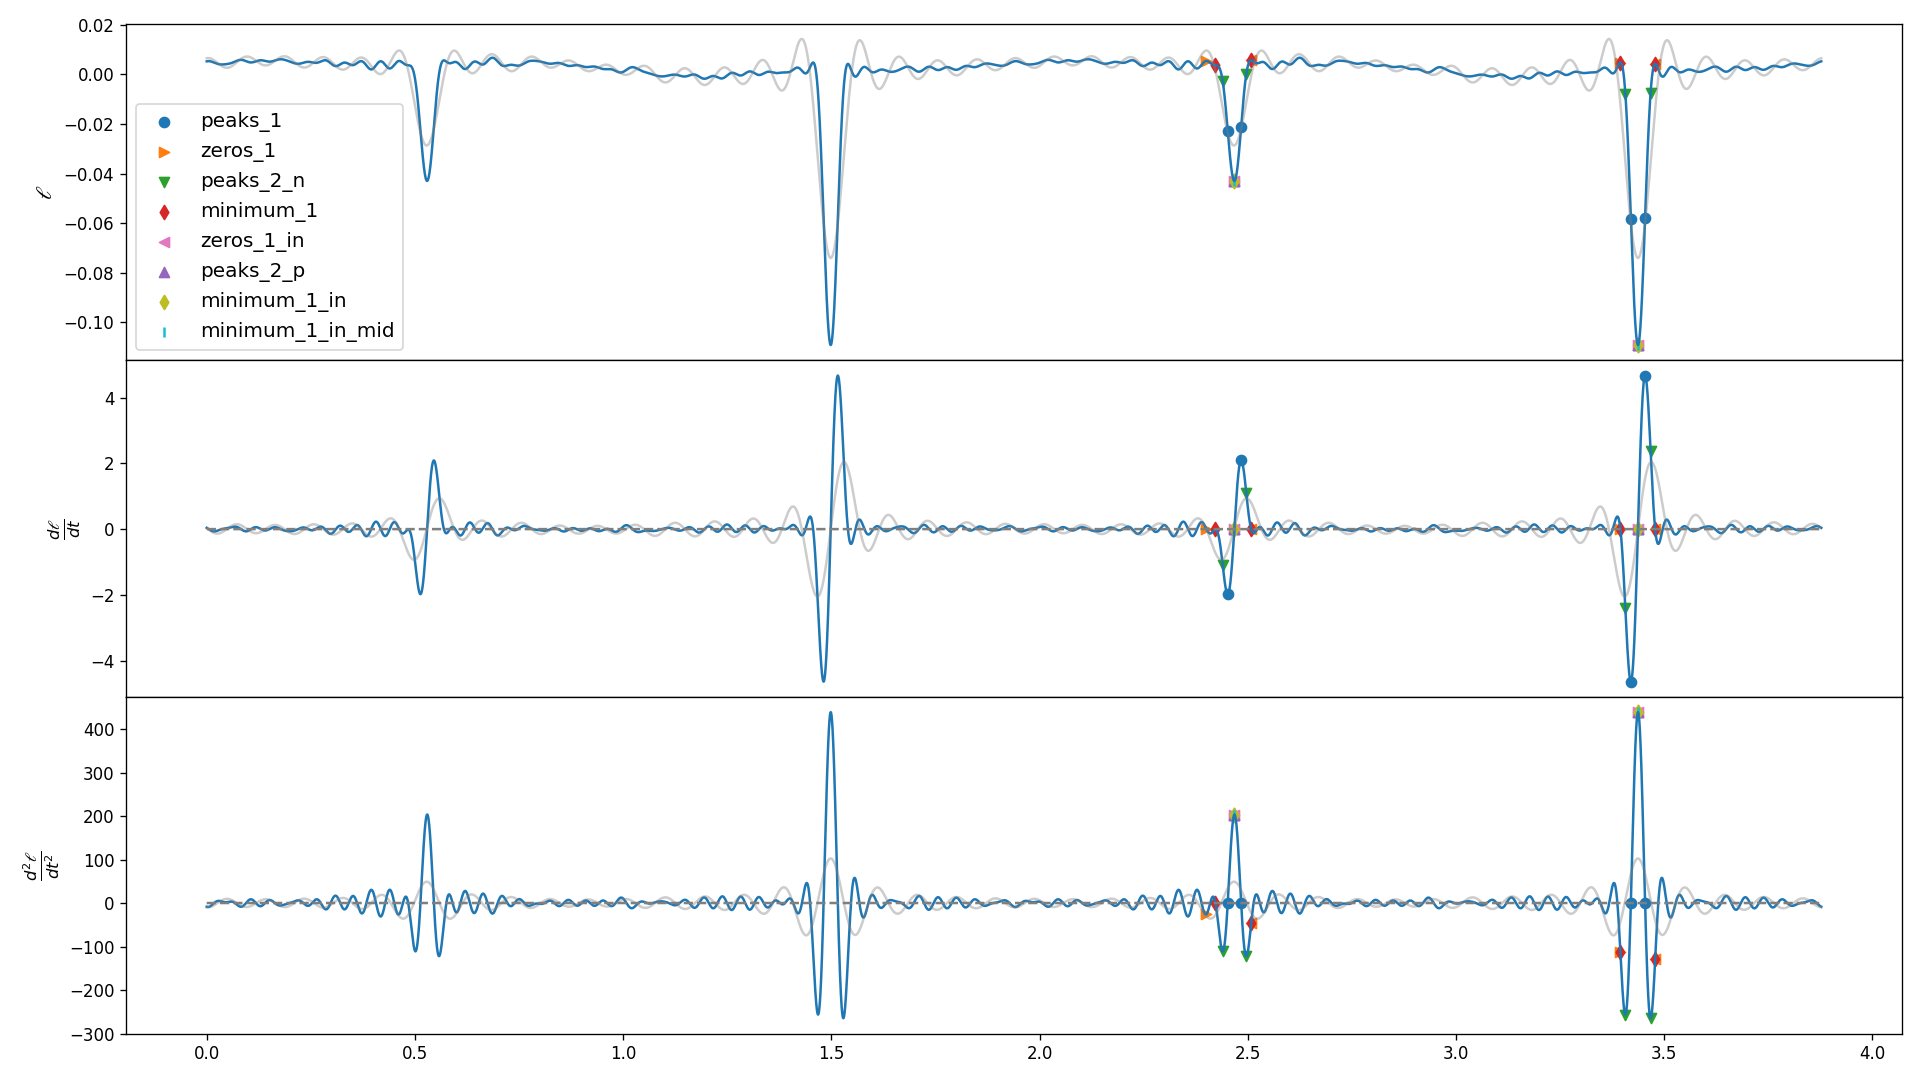 0.02
0.00
−0.02
−0.04
−0.06
−0.08
−0.10
ℓ
peaks_1
zeros_1
peaks_2_n
minimum_1
zeros_1_in
peaks_2_p
minimum_1_in
minimum_1_in_mid
4
2
0
−2
−4
dℓ
dt
400
300
200
100
0
−100
−200
−300
d²ℓ
dt²
0.0 0.5 1.0 1.5 2.0 2.5 3.0 3.5 4.0